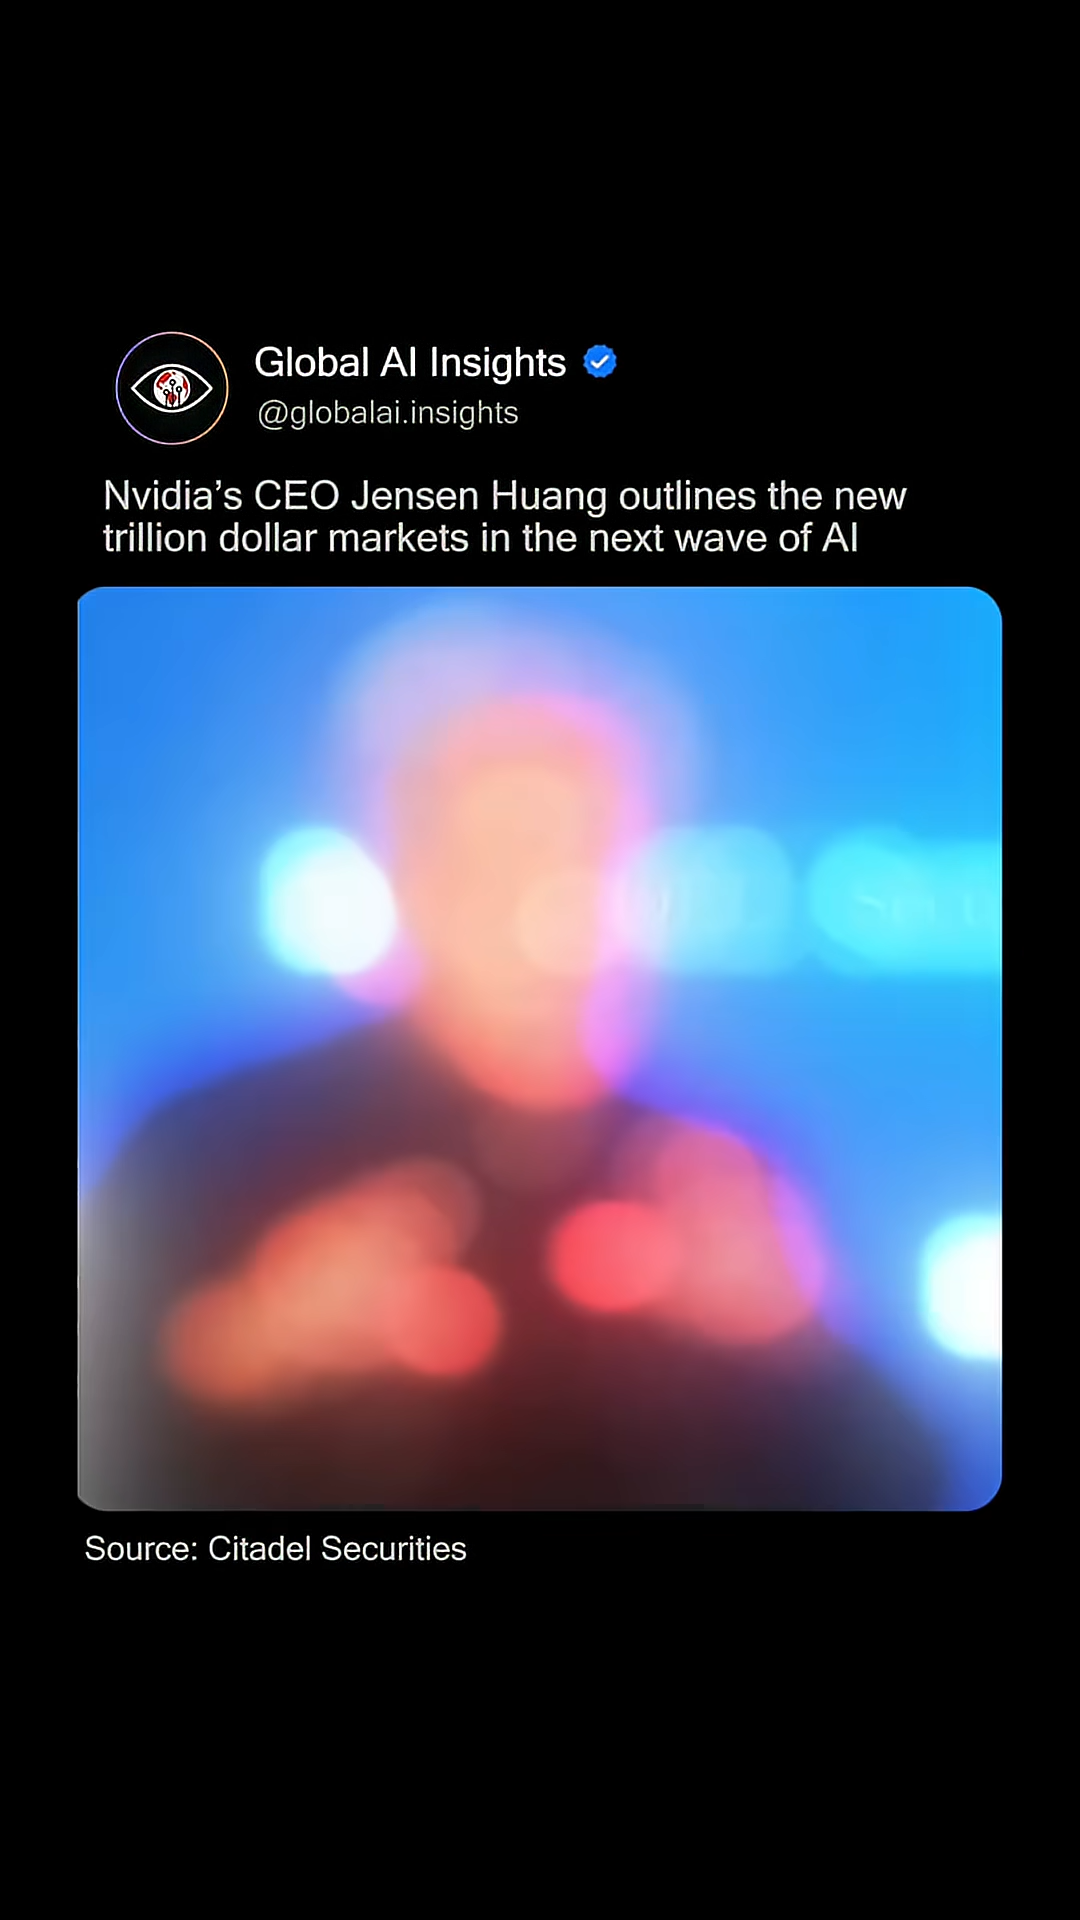 Global AI Insights
@globalai.insights
Nvidia’s CEO Jensen Huang outlines the new
trillion dollar markets in the next wave of AI
Source: Citadel Securities